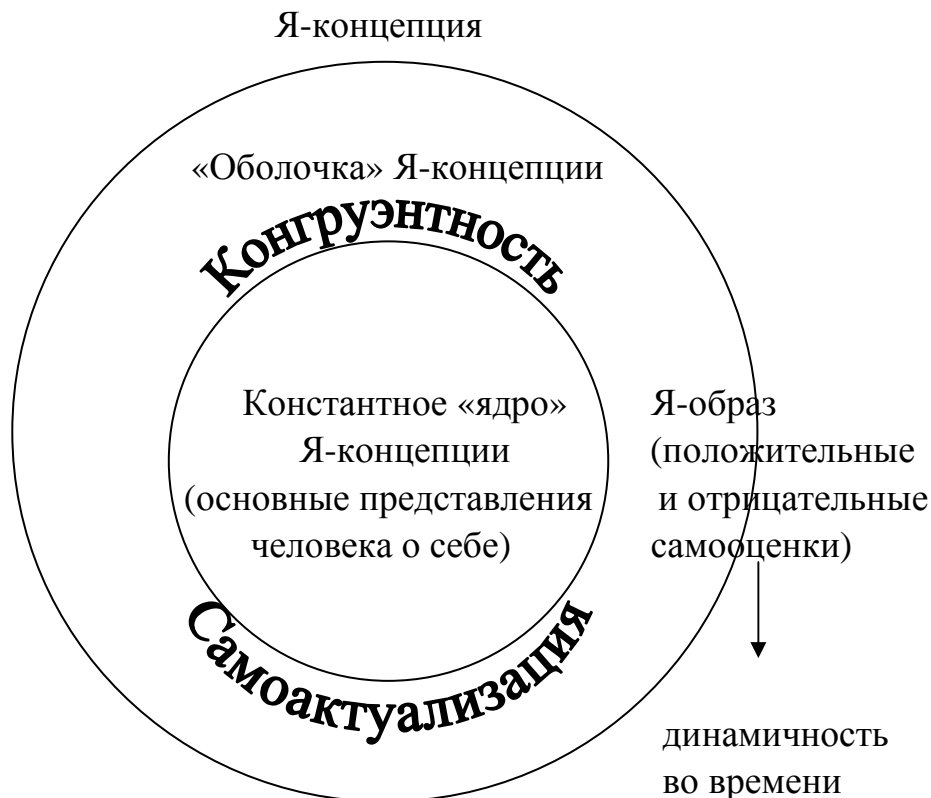 Я-концепция
«Оболочка» Я-концепции
Конгруэнтность
Константное «ядро»
Я-концепции
(основные представления
человека о себе)
Я-образ
(положительные
и отрицательные
самооценки)
Самоактуализация
динамичность
во времени